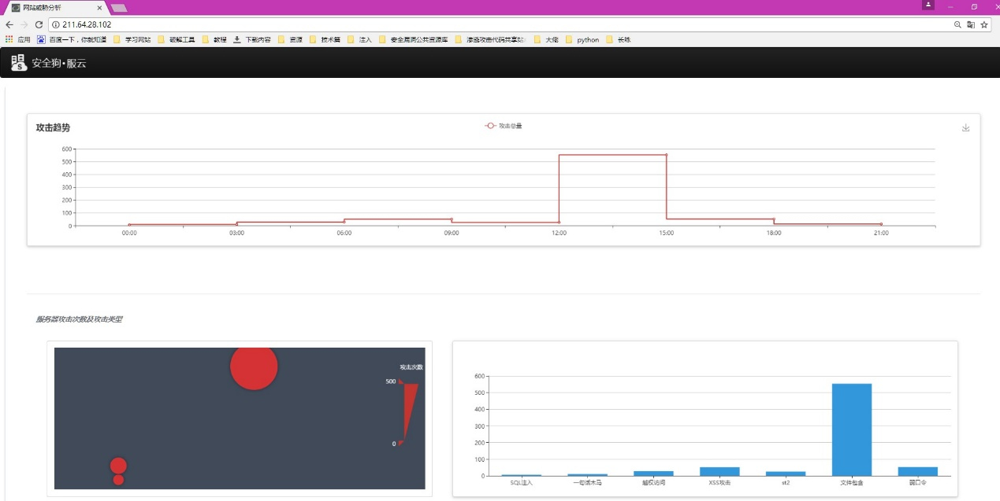 网站威胁分析
211.64.28.102
应用 百度一下，你就知道 学习网站 破解工具 教程 下载内容 资源 技术篇 注入 安全漏洞公共资源库 渗透攻击代码共享站 大佬 python 长咏
安全狗·服云
攻击趋势
攻击总量
600
500
400
300
200
100
0
00:00 03:00 06:00 09:00 12:00 15:00 18:00 21:00
服务器攻击次数及攻击类型
攻击次数
500
0
600
500
400
300
200
100
0
SQL注入 一句话木马 越权访问 XSS攻击 st2 文件包含 弱口令